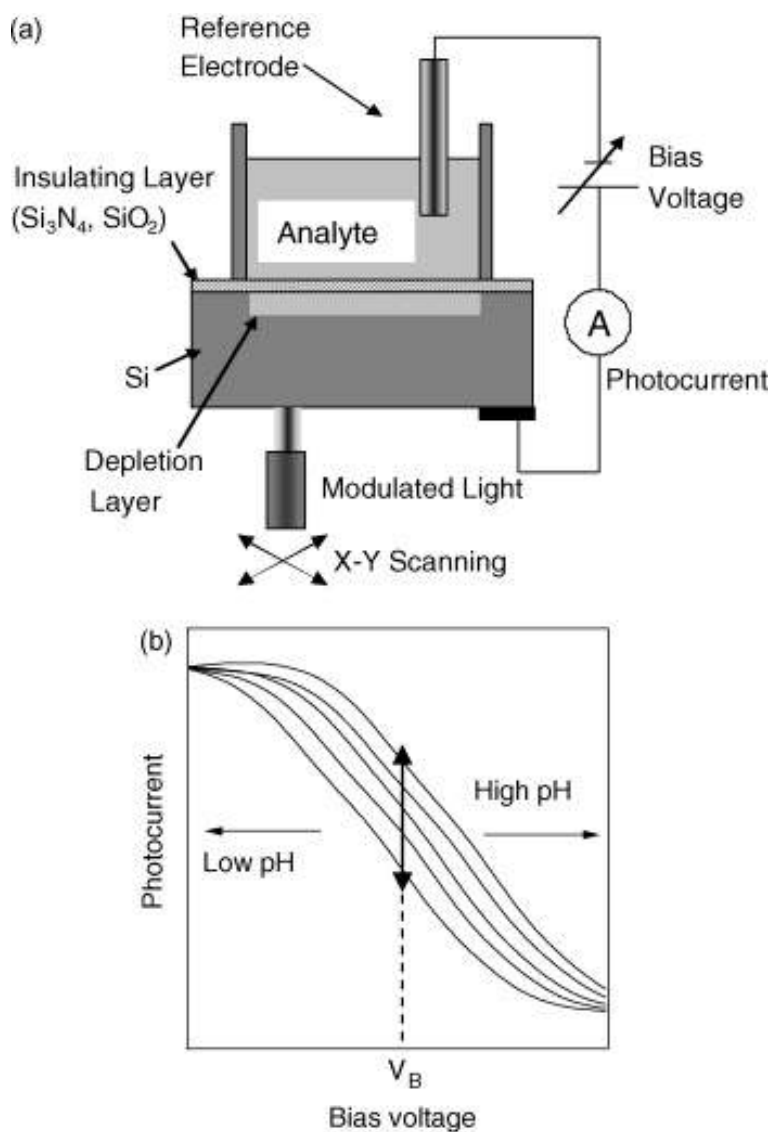 (a)
Reference
Electrode
Bias
Voltage
Insulating Layer
(Si₃N₄, SiO₂)
Analyte
A
Si
Photocurrent
Depletion
Layer
Modulated Light
X-Y Scanning
(b)
Photocurrent
High pH
Low pH
V_B
Bias voltage